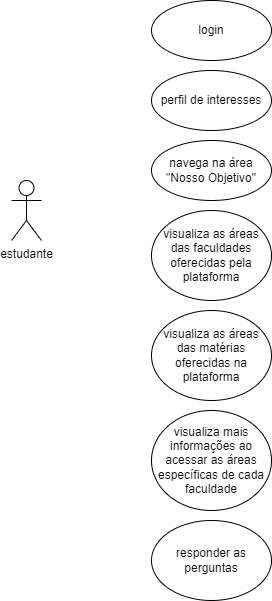 login
perfil de interesses
navega na área
"Nosso Objetivo"
estudante
visualiza as áreas
das faculdades
oferecidas pela
plataforma
visualiza as áreas
das matérias
oferecidas na
plataforma
visualiza mais
informações ao
acessar as áreas
específicas de cada
faculdade
responder as
perguntas